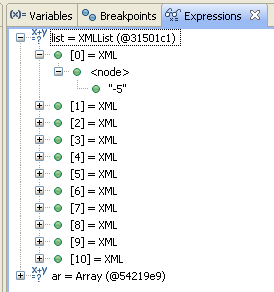 (x)= Variables Breakpoints Expressions
x+y =? list = XMLList (@31501c1)
[0] = XML
<node>
"-5"
[1] = XML
[2] = XML
[3] = XML
[4] = XML
[5] = XML
[6] = XML
[7] = XML
[8] = XML
[9] = XML
[10] = XML
x+y =? ar = Array (@54219e9)